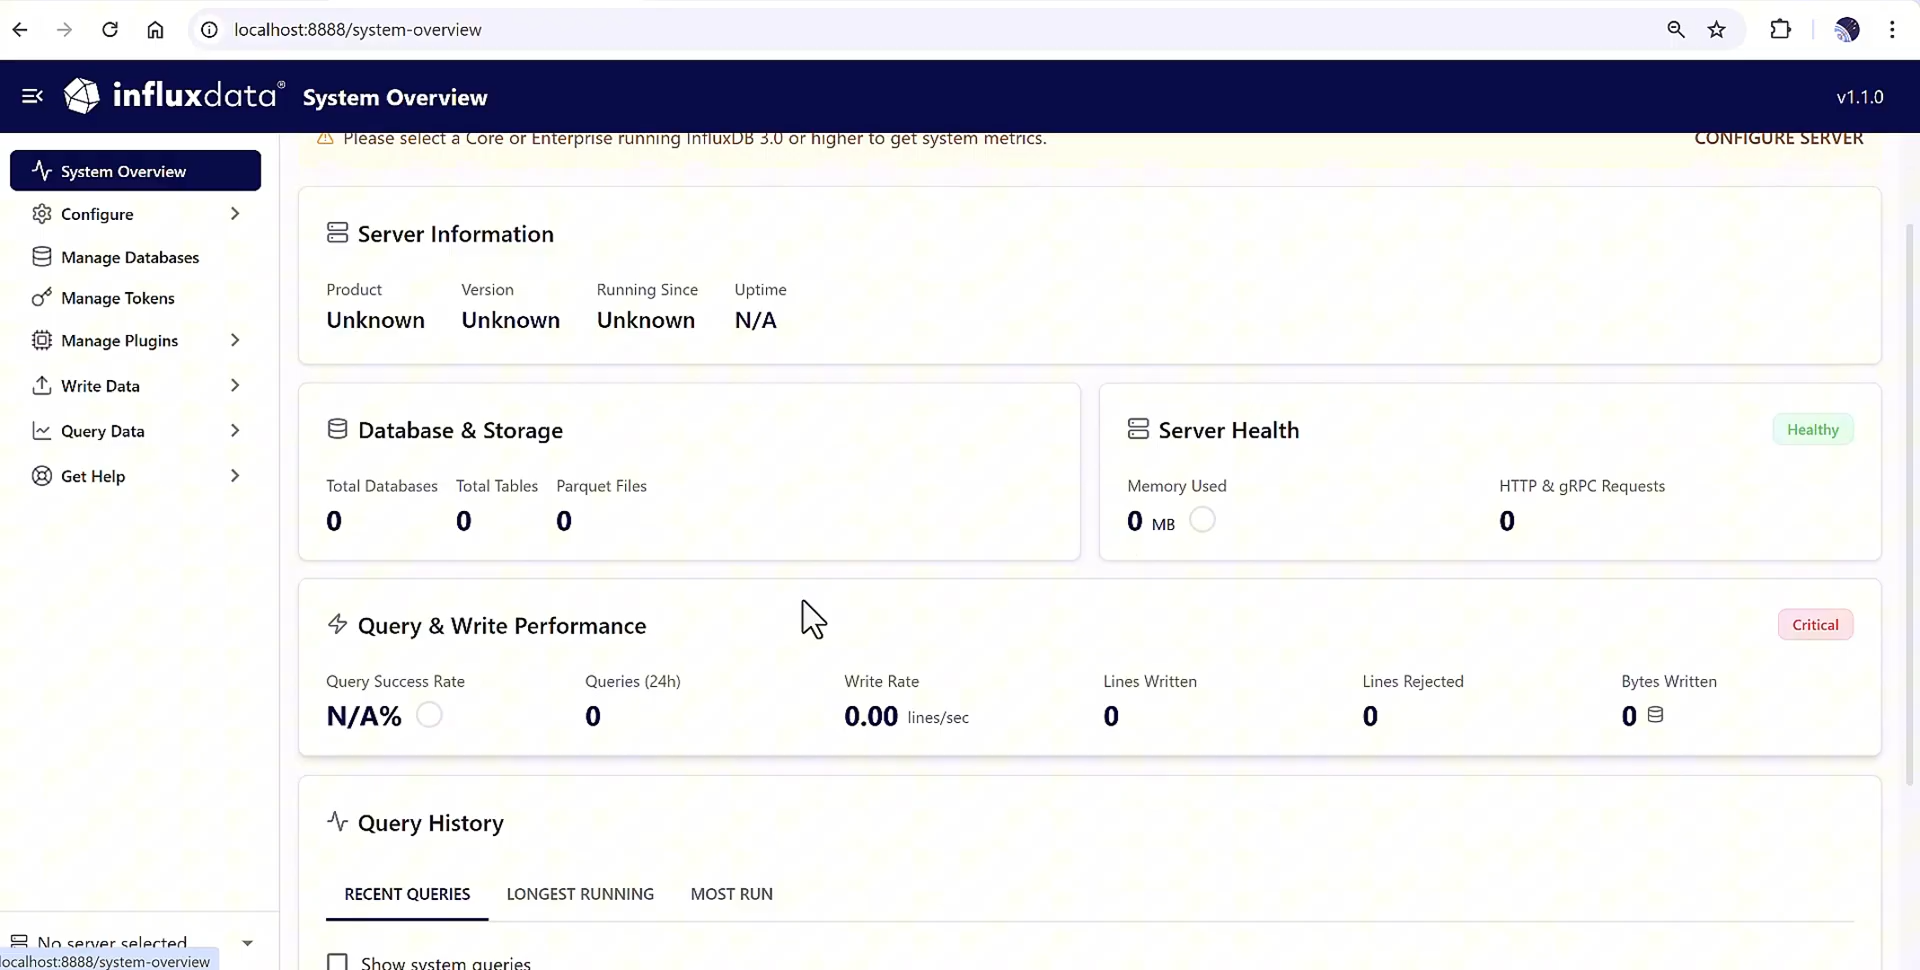 localhost:8888/system-overview
influxdata® System Overview
v1.1.0
Please select a Core or Enterprise running InfluxDB 3.0 or higher to get system metrics.
CONFIGURE SERVER
System Overview
Configure
Manage Databases
Manage Tokens
Manage Plugins
Write Data
Query Data
Get Help
No server selected
localhost:8888/system-overview
Server Information
Product Version Running Since Uptime
Unknown Unknown Unknown N/A
Database & Storage
Total Databases Total Tables Parquet Files
0 0 0
Server Health
Healthy
Memory Used HTTP & gRPC Requests
0 MB 0
Query & Write Performance
Critical
Query Success Rate Queries (24h) Write Rate Lines Written Lines Rejected Bytes Written
N/A% 0 0.00 lines/sec 0 0 0
Query History
RECENT QUERIES LONGEST RUNNING MOST RUN
Show system queries